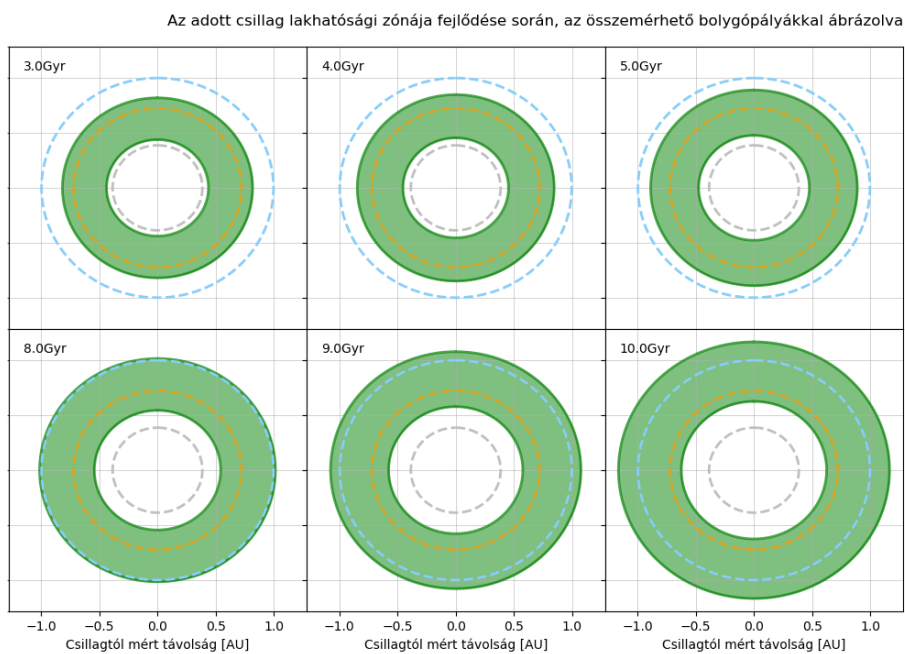 Az adott csillag lakhatósági zónája fejlődése során, az összemérhető bolygópályákkal ábrázolva
3.0Gyr
4.0Gyr
5.0Gyr
8.0Gyr
9.0Gyr
10.0Gyr
−1.0 −0.5 0.0 0.5 1.0
−1.0 −0.5 0.0 0.5 1.0
−1.0 −0.5 0.0 0.5 1.0
Csillagtól mért távolság [AU]
Csillagtól mért távolság [AU]
Csillagtól mért távolság [AU]